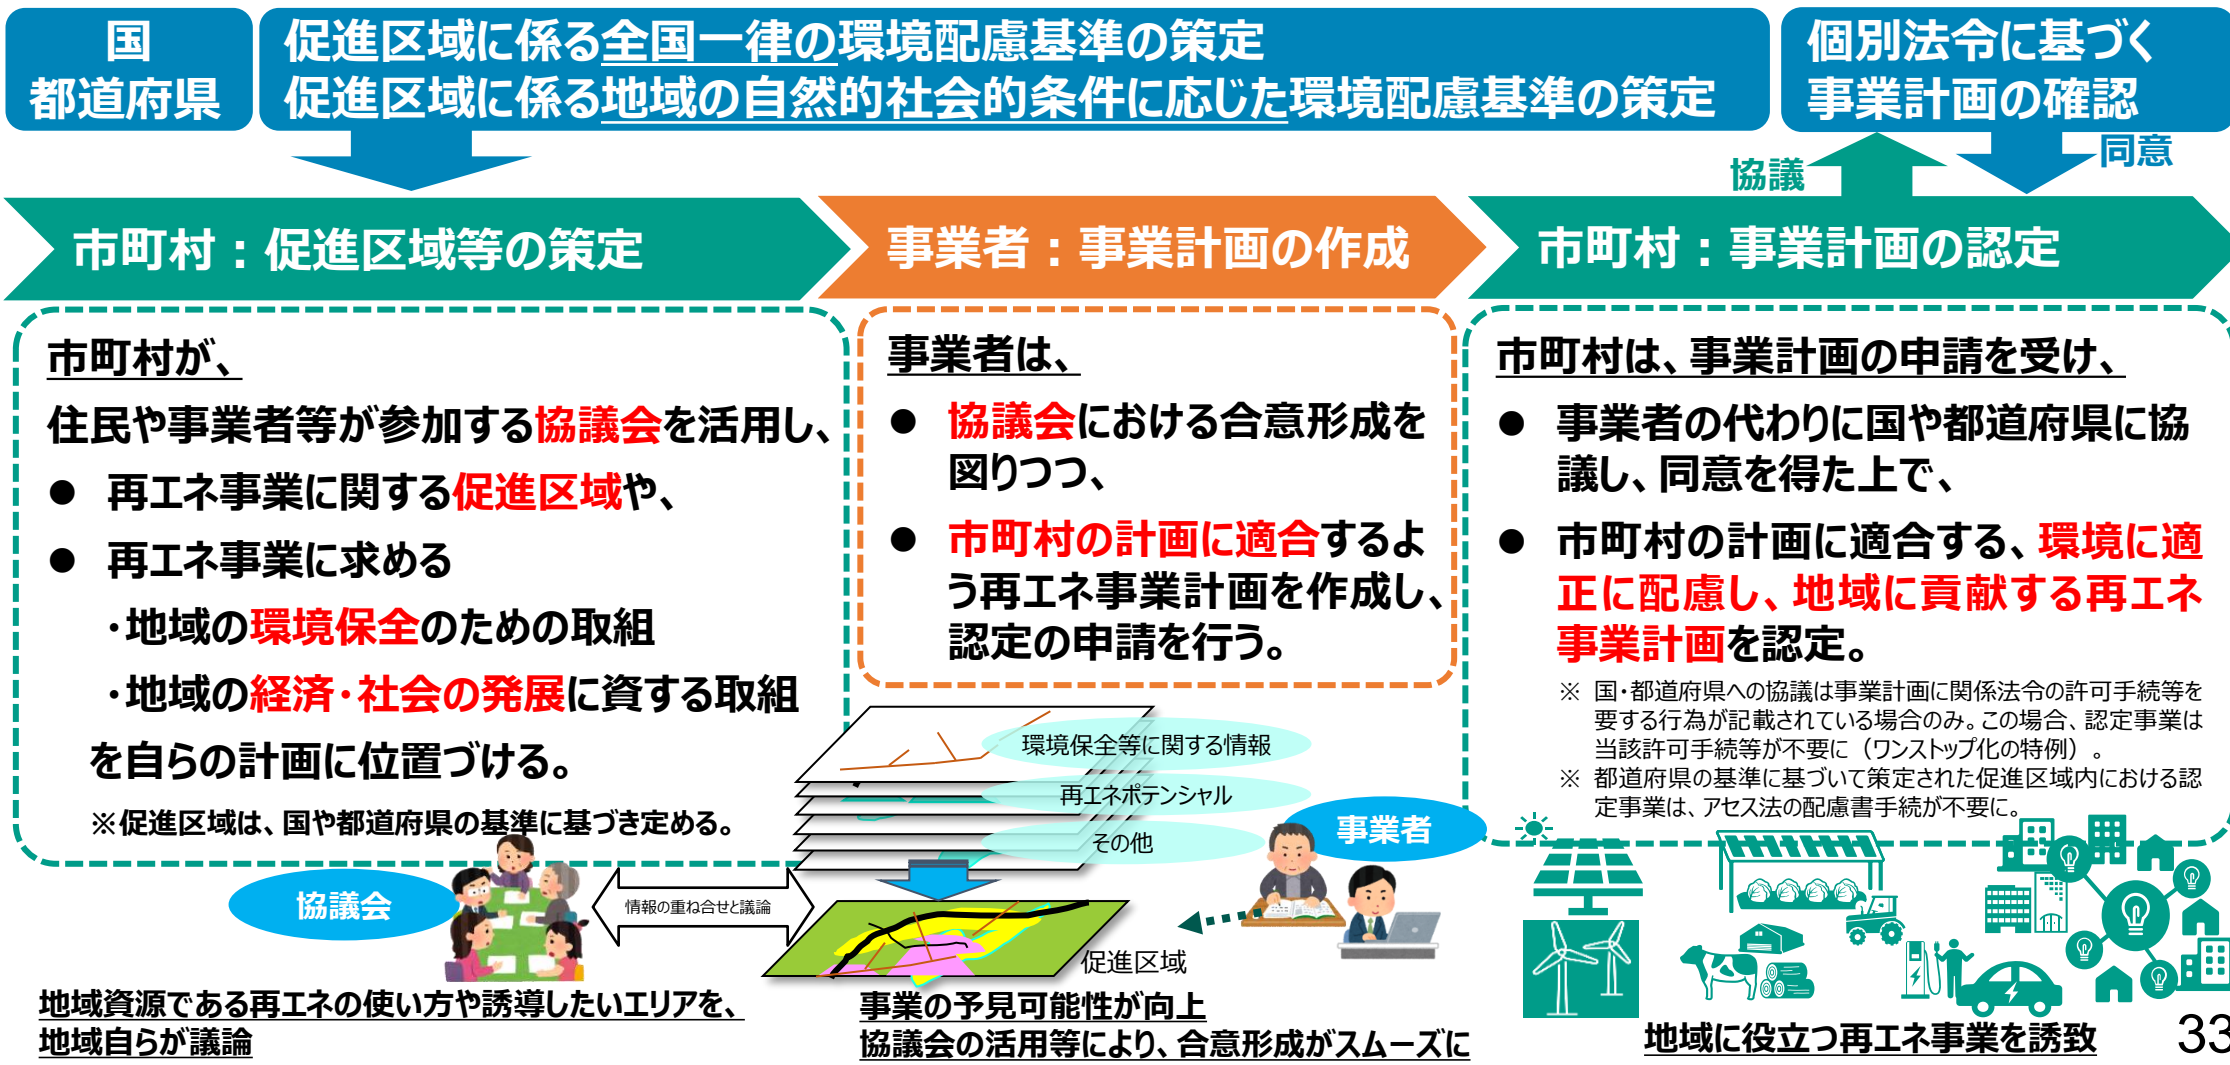 国
都道府県
促進区域に係る全国一律の環境配慮基準の策定
促進区域に係る地域の自然的社会的条件に応じた環境配慮基準の策定
個別法令に基づく
事業計画の確認
協議
同意
市町村：促進区域等の策定
事業者：事業計画の作成
市町村：事業計画の認定
市町村が、
住民や事業者等が参加する協議会を活用し、
● 再エネ事業に関する促進区域や、
● 再エネ事業に求める
・地域の環境保全のための取組
・地域の経済・社会の発展に資する取組
を自らの計画に位置づける。
※促進区域は、国や都道府県の基準に基づき定める。
事業者は、
● 協議会における合意形成を
図りつつ、
● 市町村の計画に適合するよ
う再エネ事業計画を作成し、
認定の申請を行う。
市町村は、事業計画の申請を受け、
● 事業者の代わりに国や都道府県に協
議し、同意を得た上で、
● 市町村の計画に適合する、環境に適
正に配慮し、地域に貢献する再エネ
事業計画を認定。
※ 国・都道府県への協議は事業計画に関係法令の許可手続等を
要する行為が記載されている場合のみ。この場合、認定事業は
当該許可手続等が不要に（ワンストップ化の特例）。
※ 都道府県の基準に基づいて策定された促進区域内における認
定事業は、アセス法の配慮書手続が不要に。
環境保全等に関する情報
再エネポテンシャル
その他
事業者
協議会
情報の重ね合せと議論
促進区域
地域資源である再エネの使い方や誘導したいエリアを、
地域自らが議論
事業の予見可能性が向上
協議会の活用等により、合意形成がスムーズに
地域に役立つ再エネ事業を誘致
33